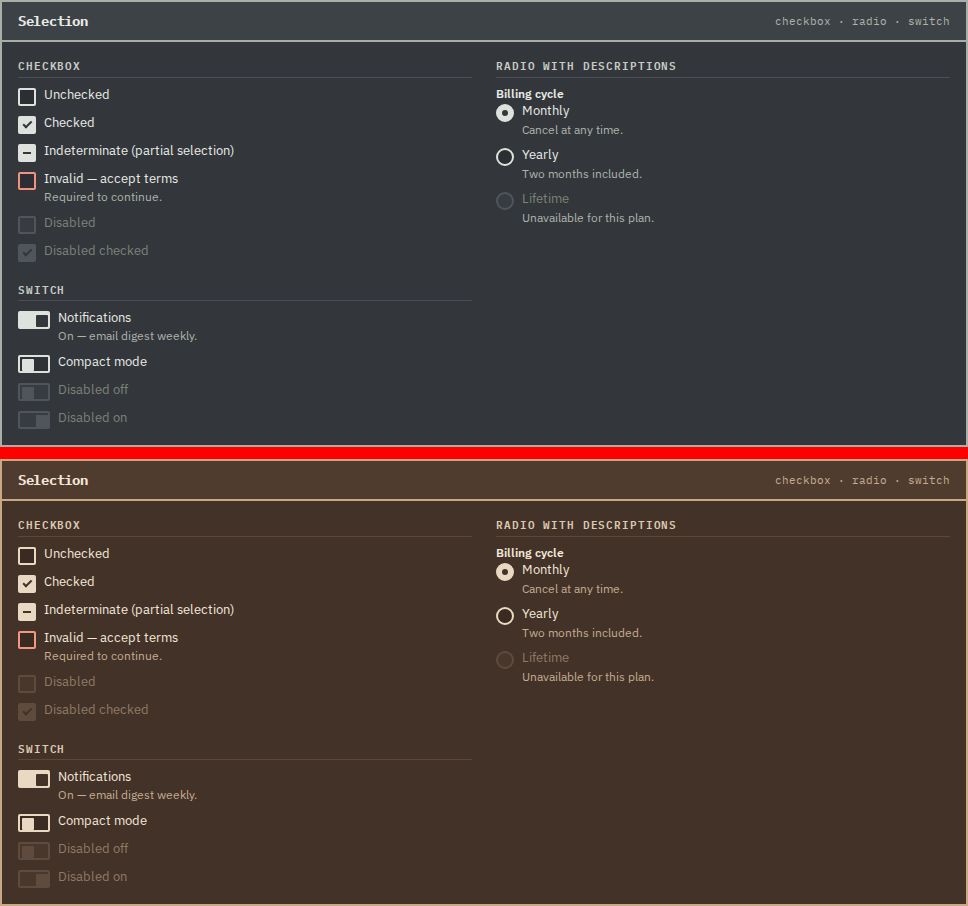 Selection
checkbox · radio · switch
CHECKBOX
Unchecked
Checked
Indeterminate (partial selection)
Invalid — accept terms
Required to continue.
Disabled
Disabled checked
SWITCH
Notifications
On — email digest weekly.
Compact mode
Disabled off
Disabled on
RADIO WITH DESCRIPTIONS
Billing cycle
Monthly
Cancel at any time.
Yearly
Two months included.
Lifetime
Unavailable for this plan.
Selection
checkbox · radio · switch
CHECKBOX
Unchecked
Checked
Indeterminate (partial selection)
Invalid — accept terms
Required to continue.
Disabled
Disabled checked
SWITCH
Notifications
On — email digest weekly.
Compact mode
Disabled off
Disabled on
RADIO WITH DESCRIPTIONS
Billing cycle
Monthly
Cancel at any time.
Yearly
Two months included.
Lifetime
Unavailable for this plan.